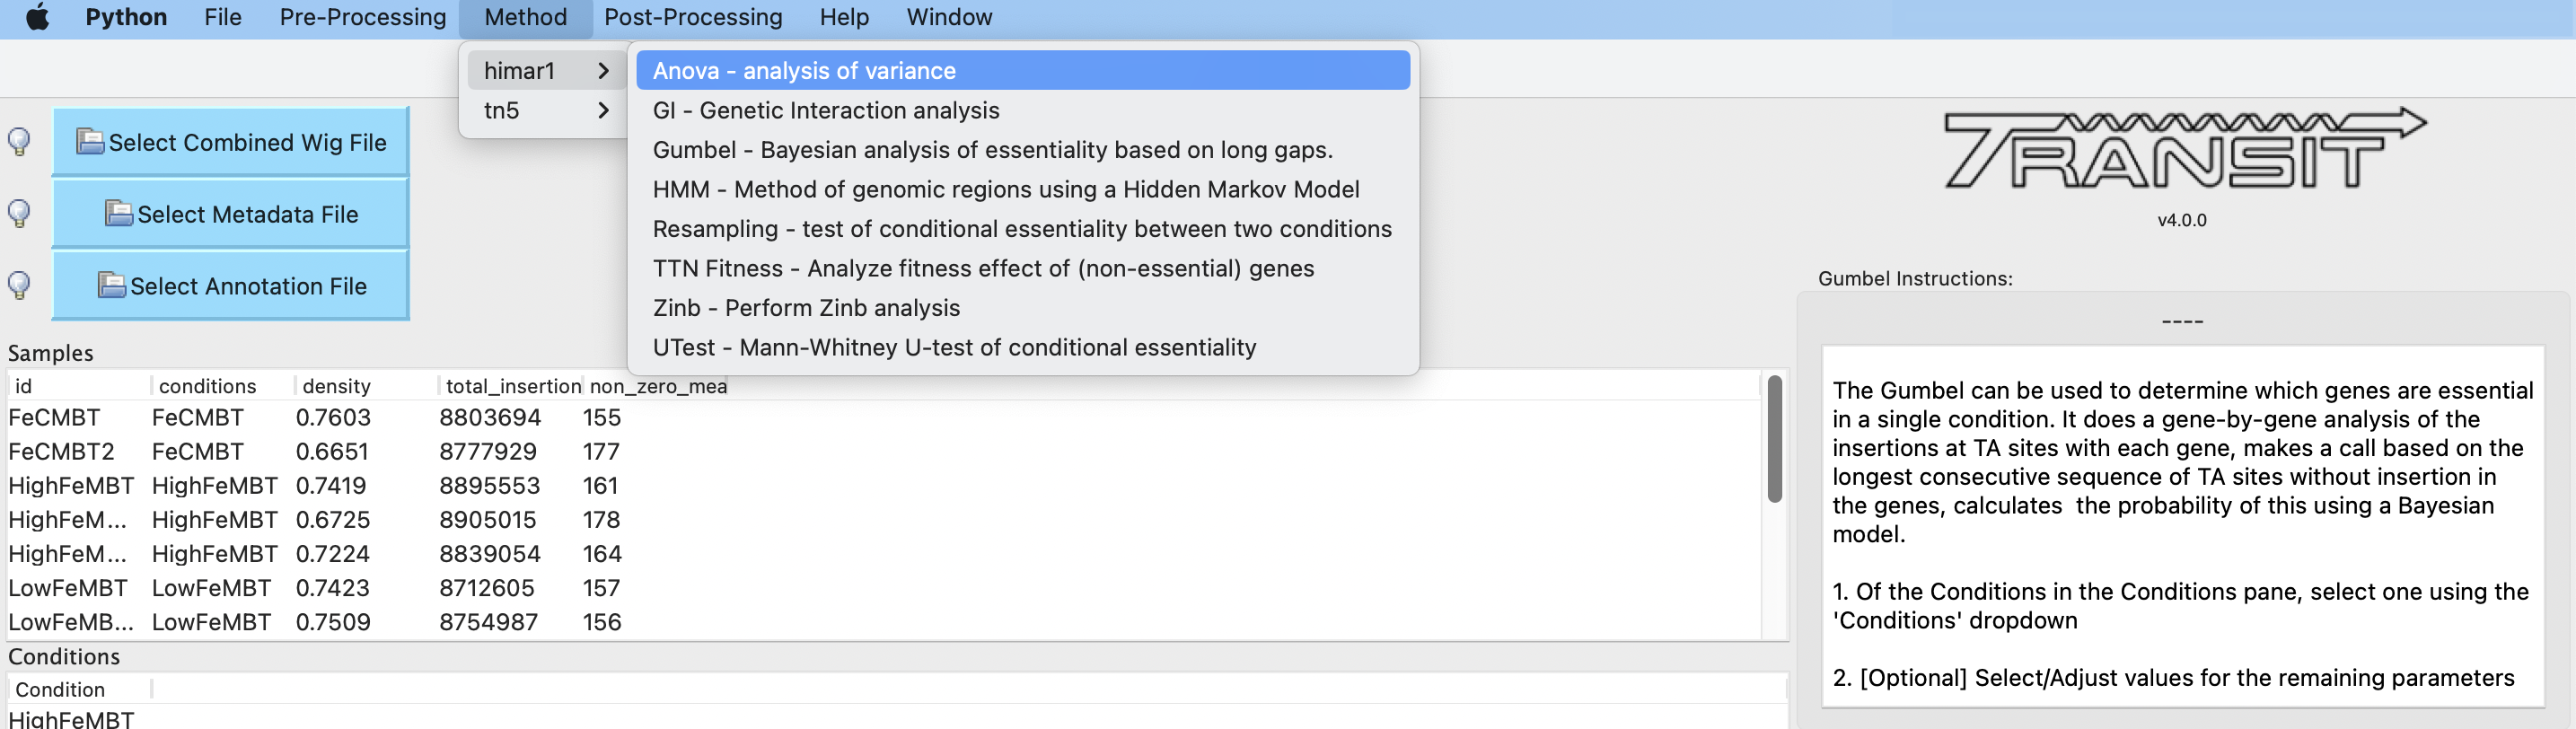 Python File Pre-Processing Method Post-Processing Help Window
himar1
tn5
Anova - analysis of variance
GI - Genetic Interaction analysis
Gumbel - Bayesian analysis of essentiality based on long gaps.
HMM - Method of genomic regions using a Hidden Markov Model
Resampling - test of conditional essentiality between two conditions
TTN Fitness - Analyze fitness effect of (non-essential) genes
Zinb - Perform Zinb analysis
UTest - Mann-Whitney U-test of conditional essentiality
Select Combined Wig File
Select Metadata File
Select Annotation File
Samples
id conditions density total_insertion non_zero_mea
FeCMBT FeCMBT 0.7603 8803694 155
FeCMBT2 FeCMBT 0.6651 8777929 177
HighFeMBT HighFeMBT 0.7419 8895553 161
HighFeM... HighFeMBT 0.6725 8905015 178
HighFeM... HighFeMBT 0.7224 8839054 164
LowFeMBT LowFeMBT 0.7423 8712605 157
LowFeMB... LowFeMBT 0.7509 8754987 156
Conditions
Condition
HighFeMBT
TRANSIT
v4.0.0
Gumbel Instructions:
----
The Gumbel can be used to determine which genes are essential
in a single condition. It does a gene-by-gene analysis of the
insertions at TA sites with each gene, makes a call based on the
longest consecutive sequence of TA sites without insertion in
the genes, calculates  the probability of this using a Bayesian
model.
1. Of the Conditions in the Conditions pane, select one using the
'Conditions' dropdown
2. [Optional] Select/Adjust values for the remaining parameters